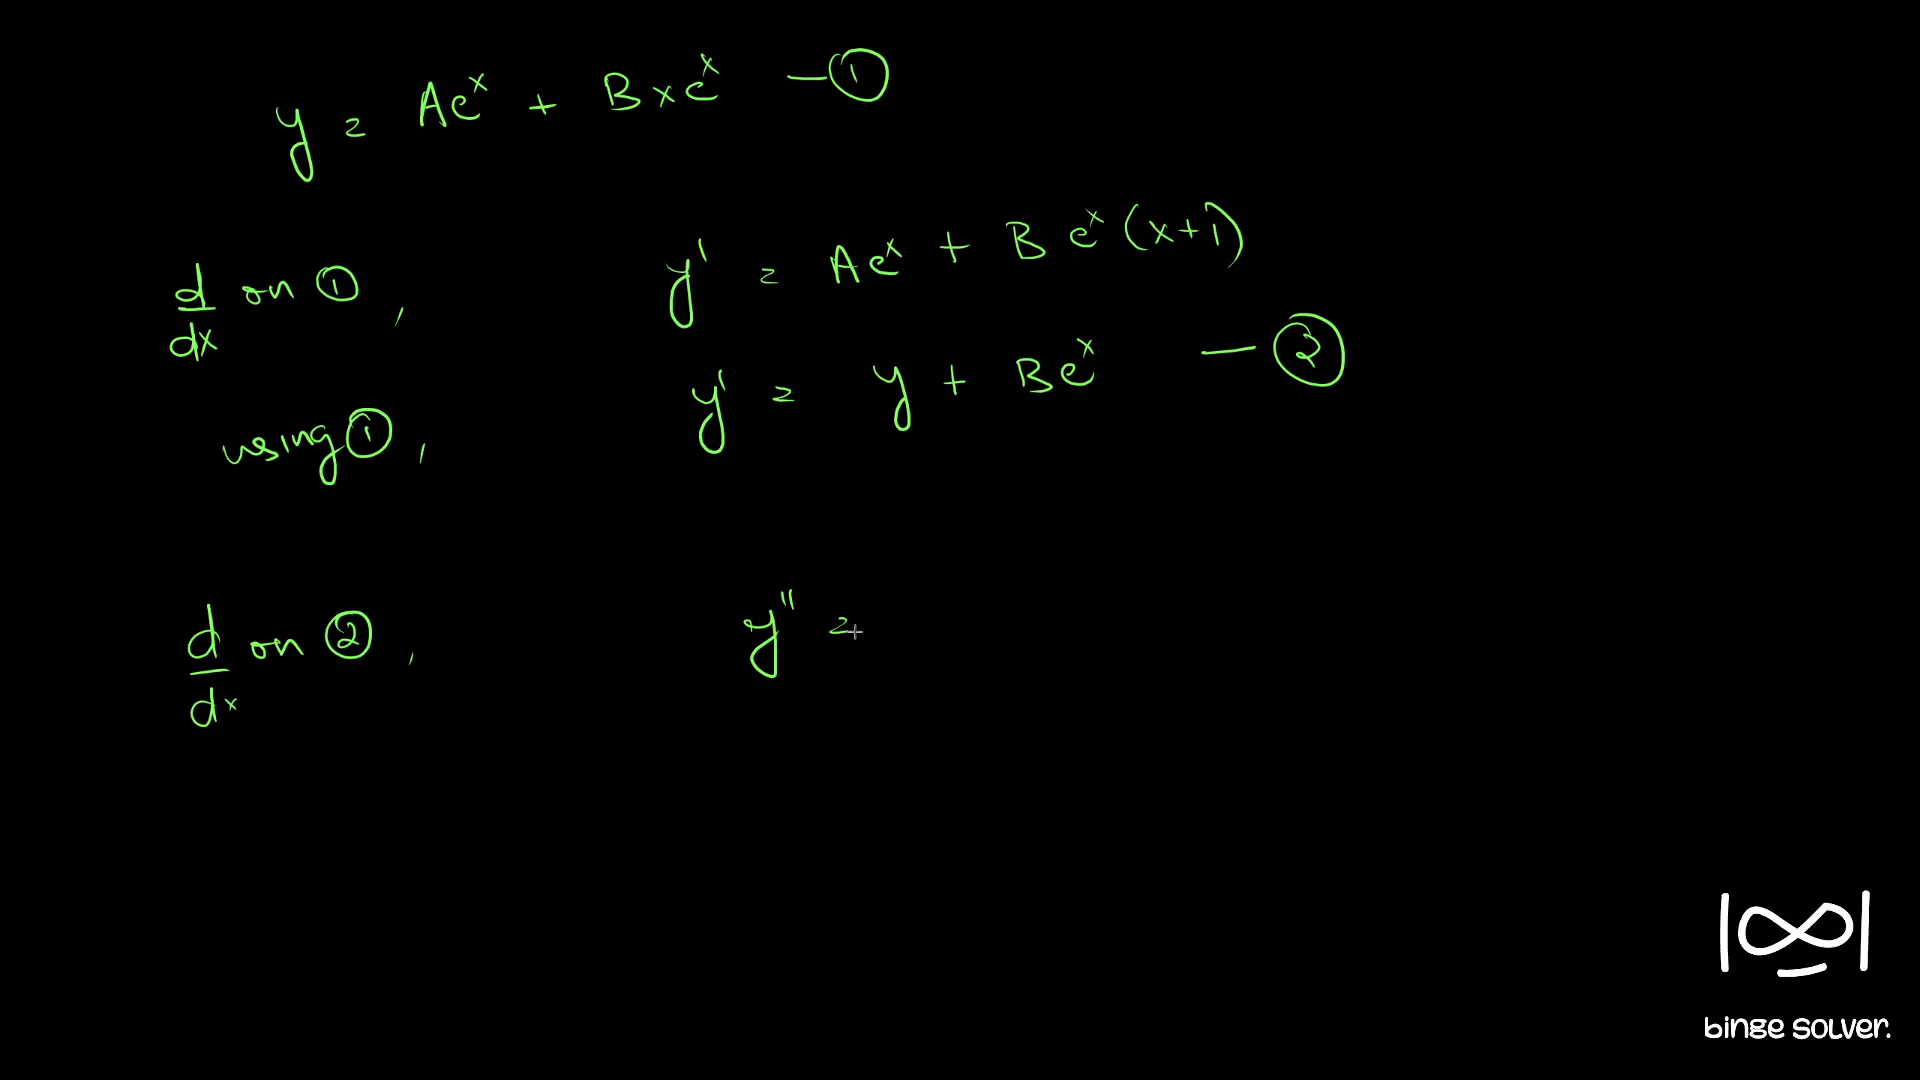 y = Ae^x + Bxe^x — ①
d/dx on ①, y' = Ae^x + Be^x(x+1)
using ①, y' = y + Be^x — ②
d/dx on ②, y'' =
binge solver.